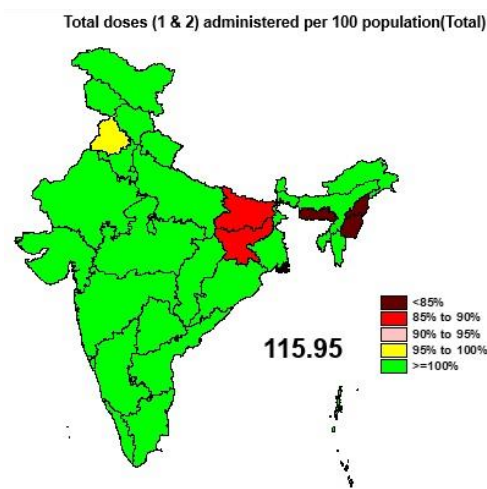 Total doses (1 & 2) administered per 100 population(Total)
115.95
<85%
85% to 90%
90% to 95%
95% to 100%
>=100%